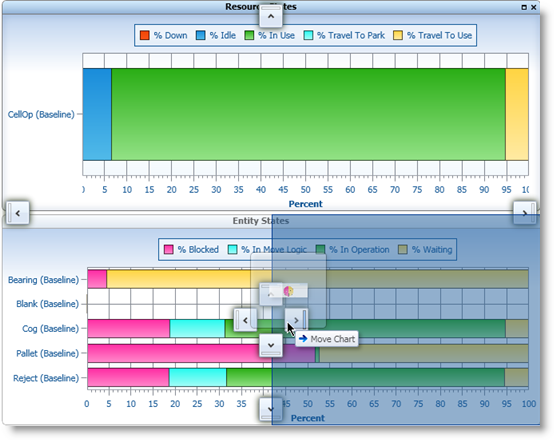 Resource States
% Down % Idle % In Use % Travel To Park % Travel To Use
CellOp (Baseline)
0 5 10 15 20 25 30 35 40 45 50 55 60 65 70 75 80 85 90 95 10
Percent
Entity States
% Blocked % In Move Logic % In Operation % Waiting
Bearing (Baseline)
Blank (Baseline)
Cog (Baseline)
Move Chart
Pallet (Baseline)
Reject (Baseline)
0 5 10 15 20 25 30 35 45 50 55 60 65 70 75 80 85 90 95 100
Percent